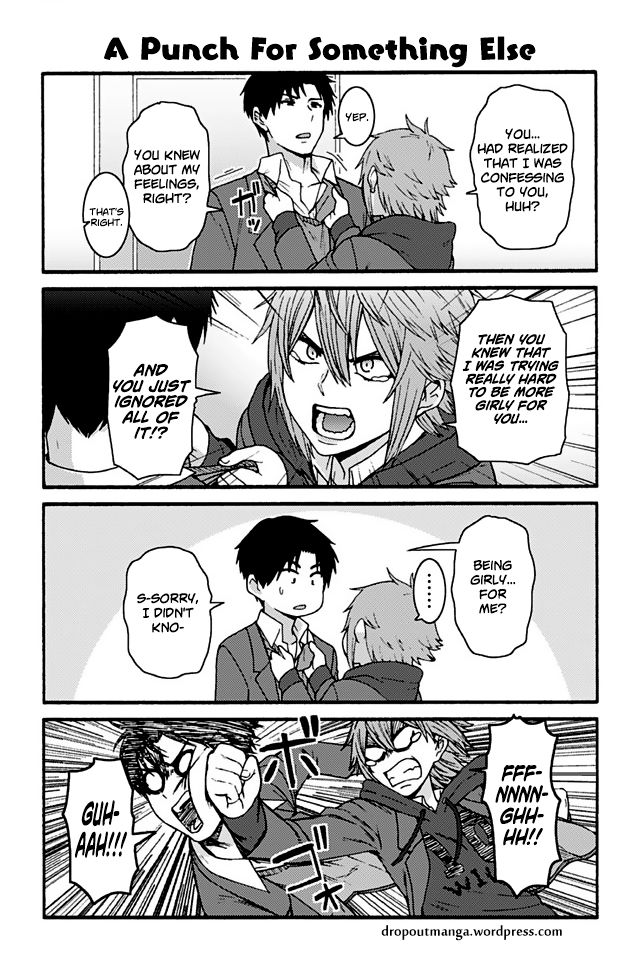 A Punch For Something Else
YOU...
HAD REALIZED
THAT I WAS
CONFESSING
TO YOU,
HUH?
YEP.
YOU KNEW
ABOUT MY
FEELINGS,
RIGHT?
THAT'S
RIGHT.
グッ
THEN YOU
KNEW THAT
I WAS TRYING
REALLY HARD
TO BE MORE
GIRLY FOR
YOU...
AND
YOU JUST
IGNORED
ALL OF
IT!?
BEING
GIRLY...
FOR ME?
......
S-SORRY,
I DIDN'T
KNO-
FFF-
NNNN-
GHH-
HH!!
ボゴォ
GUH-
AAH!!!
dropoutmanga.wordpress.com